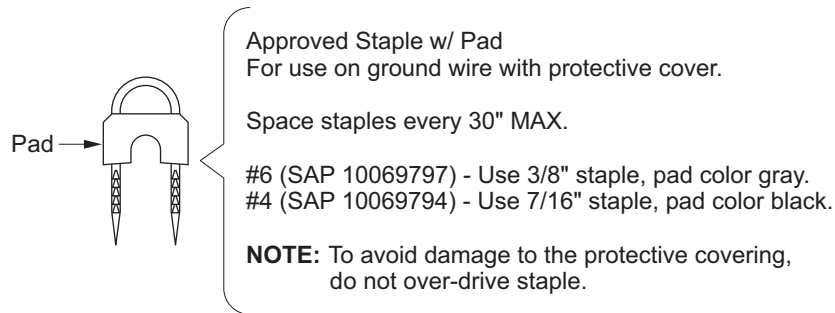 Pad
Approved Staple w/ Pad
For use on ground wire with protective cover.
Space staples every 30" MAX.
#6 (SAP 10069797) - Use 3/8" staple, pad color gray.
#4 (SAP 10069794) - Use 7/16" staple, pad color black.
NOTE: To avoid damage to the protective covering,
do not over-drive staple.